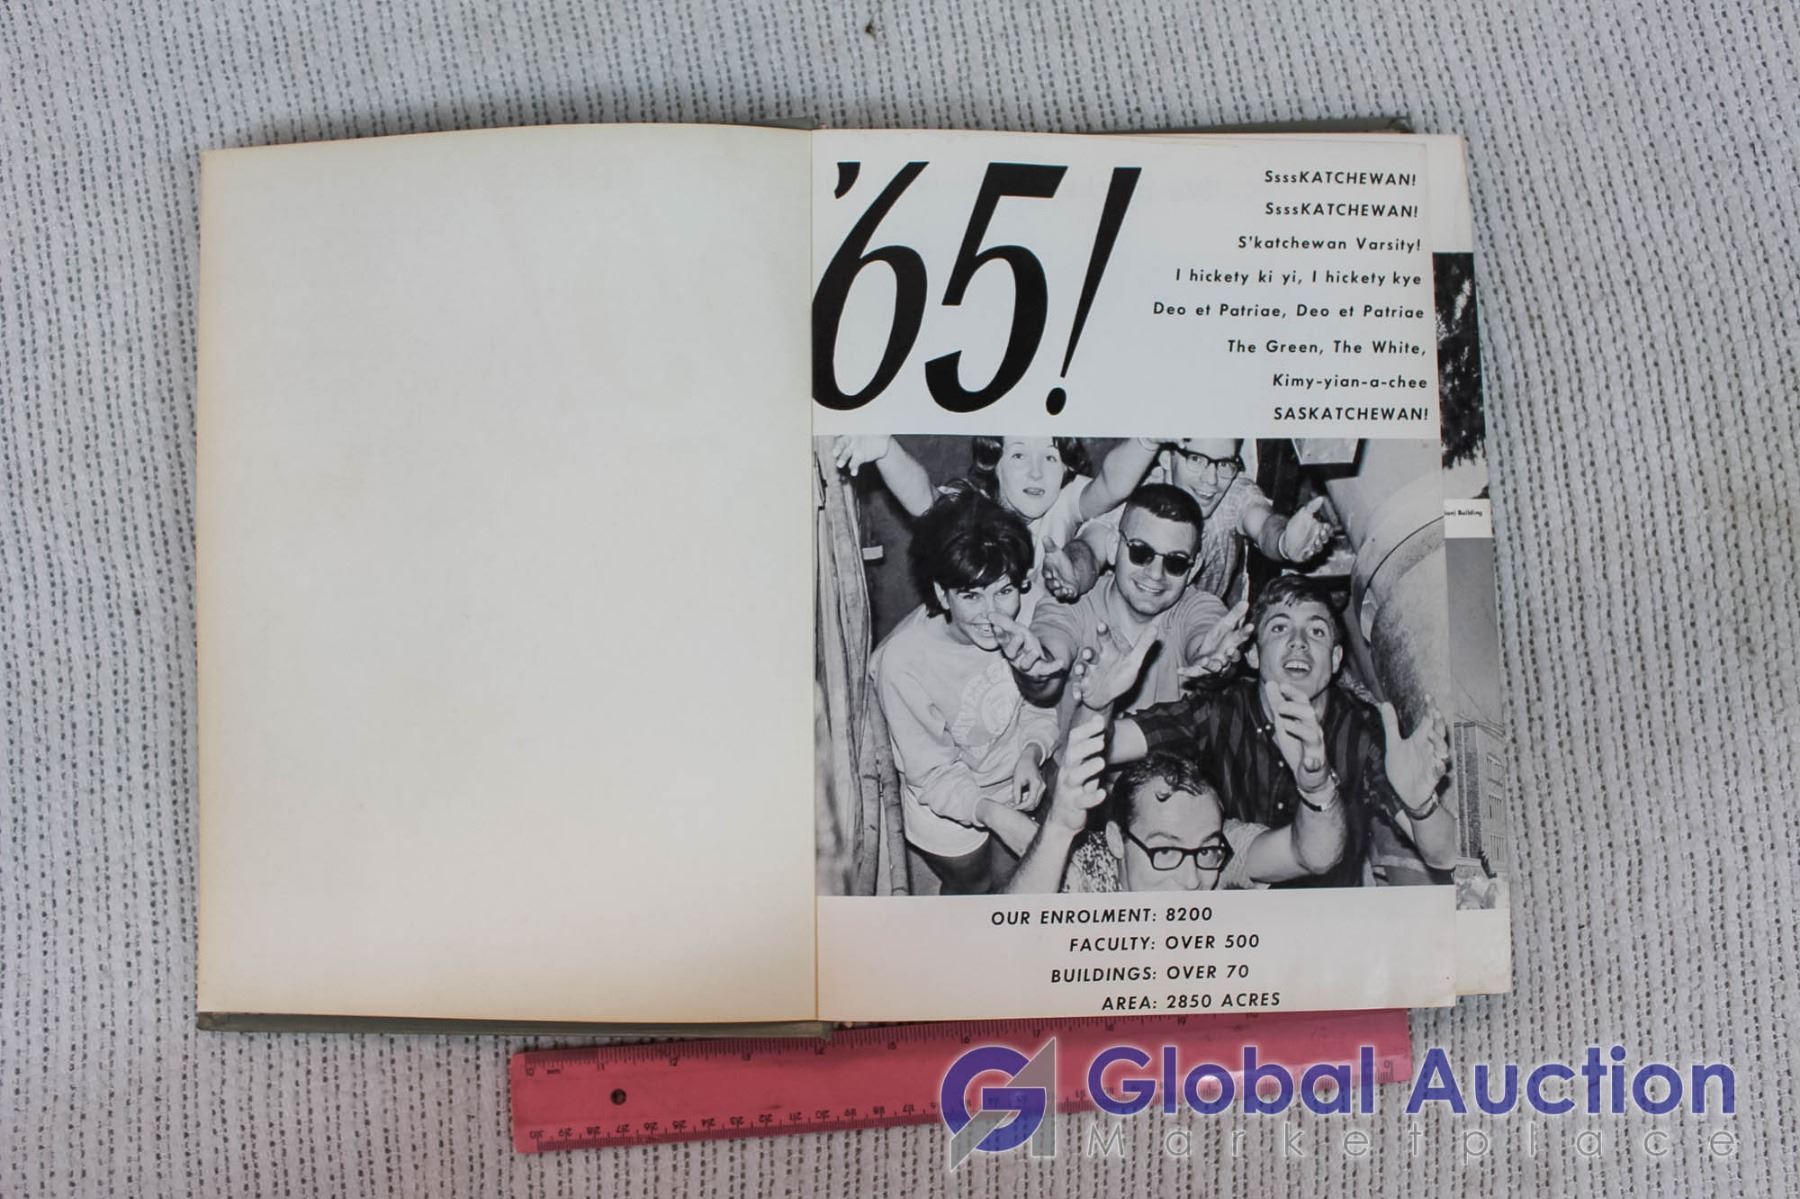 '65!
SsssKATCHEWAN!
SsssKATCHEWAN!
S'katchewan Varsity!
I hickety ki yi, I hickety kye
Deo et Patriae, Deo et Patriae
The Green, The White,
Kimy-yian-a-chee
SASKATCHEWAN!
Building
OUR ENROLMENT: 8200
FACULTY: OVER 500
BUILDINGS: OVER 70
AREA: 2850 ACRES
Global Auction
Marketplace